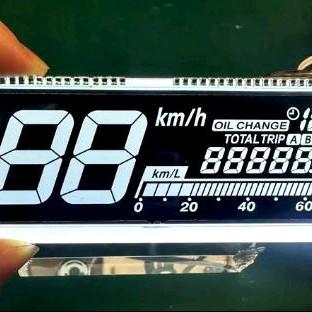 88 km/h
OIL CHANGE
TOTAL TRIP A B
88888
km/L
0 20 40 60